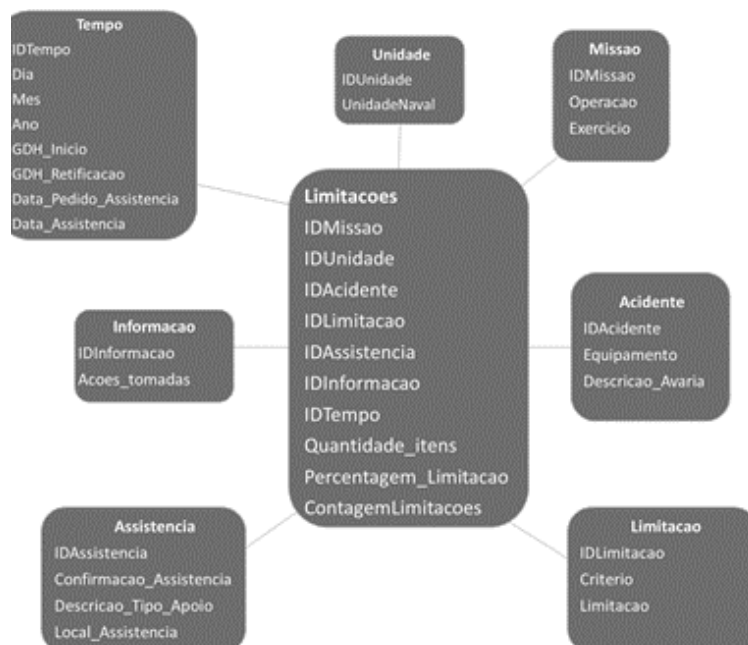 Tempo
IDTempo
Dia
Mes
Ano
GDH_Inicio
GDH_Retificacao
Data_Pedido_Assistencia
Data_Assistencia
Unidade
IDUnidade
UnidadeNaval
Missao
IDMissao
Operacao
Exercicio
Limitacoes
IDMissao
IDUnidade
IDAcidente
IDLimitacao
IDAssistencia
IDInformacao
IDTempo
Quantidade_itens
Percentagem_Limitacao
ContagemLimitacoes
Informacao
IDInformacao
Acoes_tomadas
Acidente
IDAcidente
Equipamento
Descricao_Avaria
Assistencia
IDAssistencia
Confirmacao_Assistencia
Descricao_Tipo_Apoio
Local_Assistencia
Limitacao
IDLimitacao
Criterio
Limitacao